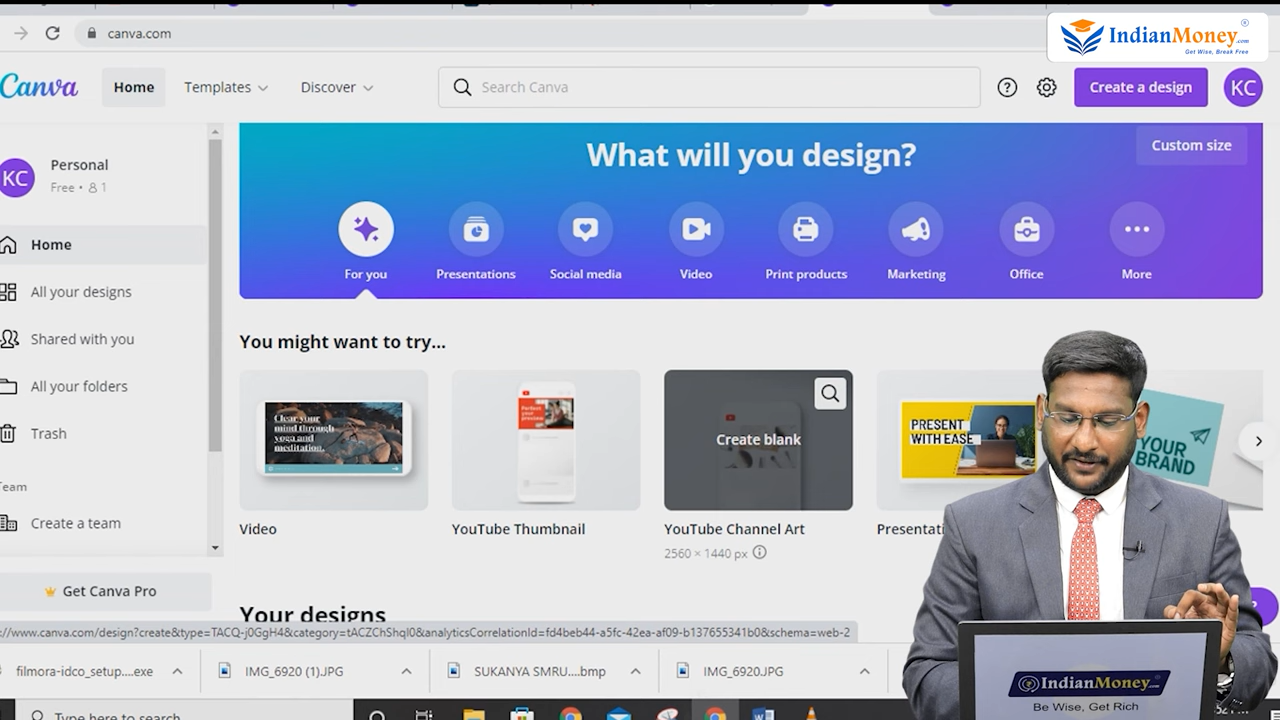 canva.com
IndianMoney.com
®
Get Wise, Break Free
Canva
Home
Templates
Discover
Search Canva
?
Create a design
KC
KC
Personal
Free • 1
Home
All your designs
Shared with you
All your folders
Trash
Team
Create a team
Get Canva Pro
What will you design?
Custom size
For you
Presentations
Social media
Video
Print products
Marketing
Office
More
You might want to try...
Clear your
mind through
yoga and
meditation.
Perfect
your
Create blank
PRESENT
WITH EASE
YOUR
BRAND
Video
YouTube Thumbnail
YouTube Channel Art
2560 × 1440 px
Your designs
://www.canva.com/design?create&type=TACQ-j0GgH4&category=tACZChShqI0&analyticsCorrelationId=fd4beb44-a5fc-42ea-af09-b137655341b0&schema=web-2
filmora-idco_setup....exe
IMG_6920 (1).JPG
SUKANYA SMRU....bmp
IMG_6920.JPG
Type here to search
IndianMoney.com
Be Wise, Get Rich